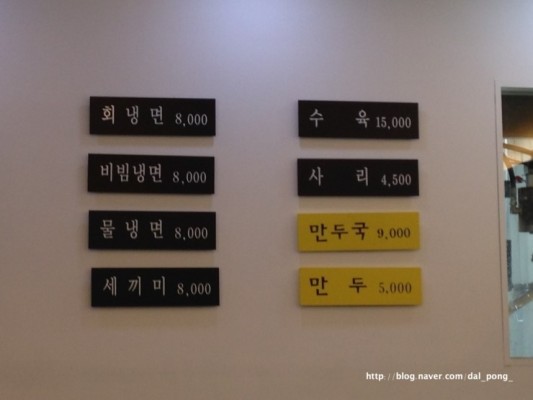 회냉면 8,000
비빔냉면 8,000
물냉면 8,000
세끼미 8,000
수육 15,000
사리 4,500
만두국 9,000
만두 5,000
http://blog.naver.com/dal_pong_